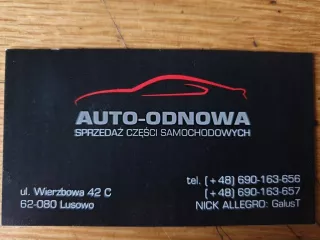 AUTO-ODNOWA
SPRZEDAŻ CZĘŚCI SAMOCHODOWYCH
ul. Wierzbowa 42 C
62-080 Lusowo
tel. (+48) 690-163-656
(+48) 690-163-657
NICK ALLEGRO: GalusT